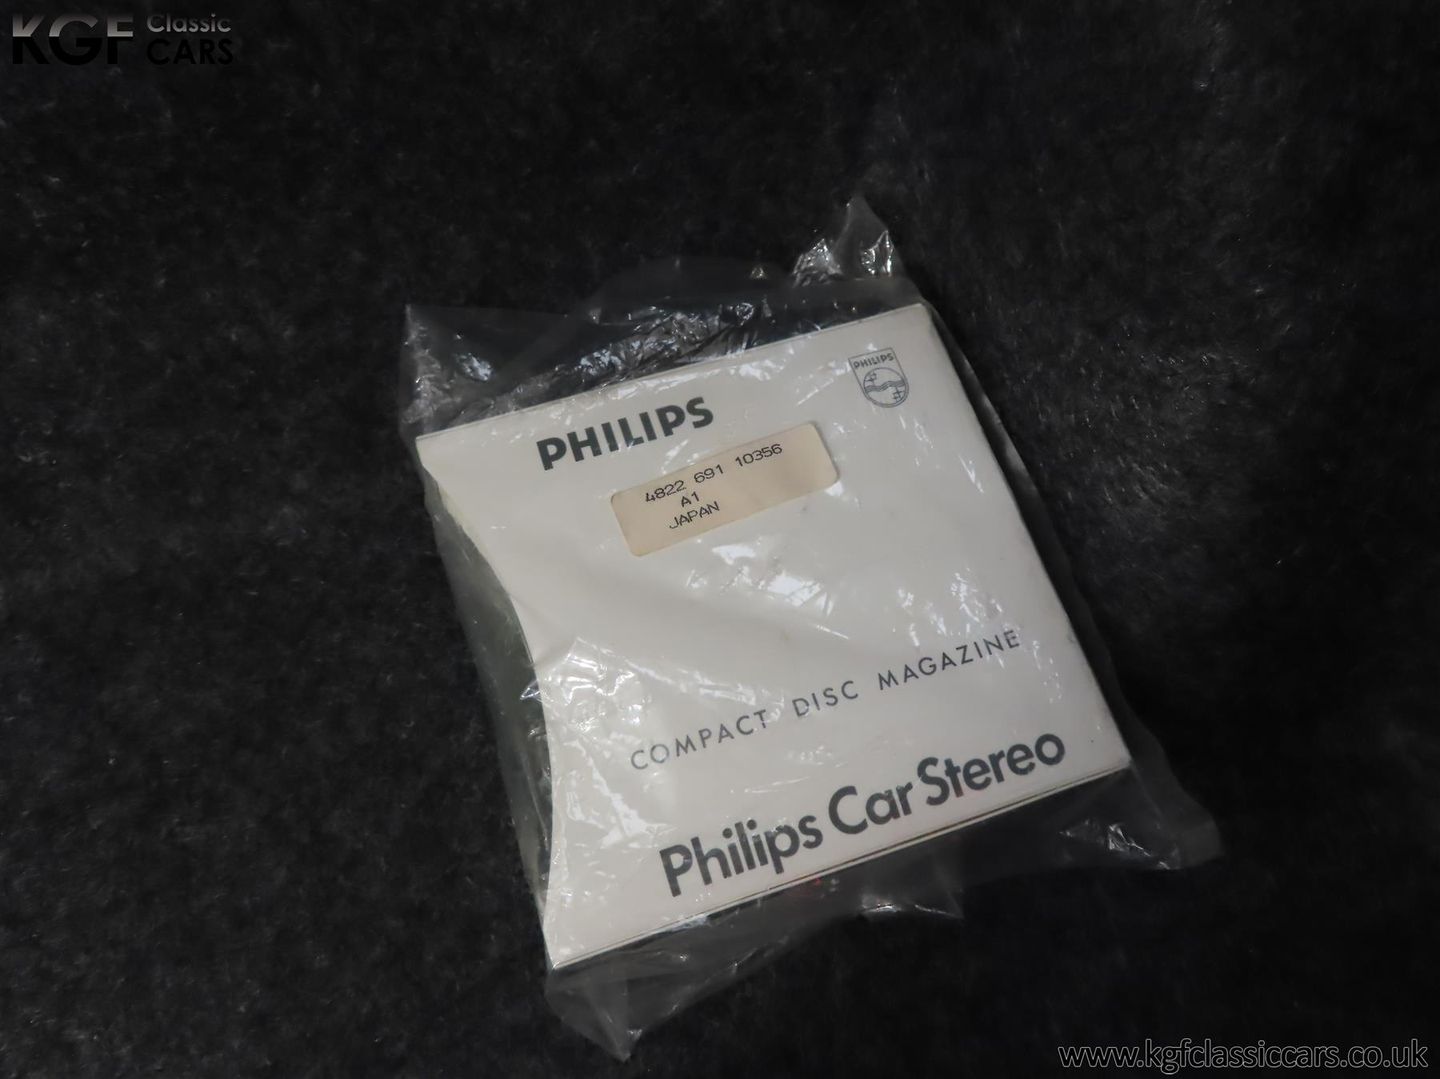 KGF Classic
CARS
PHILIPS
PHILIPS
4822 691 10356
A1
JAPAN
COMPACT DISC MAGAZINE
Philips Car Stereo
www.kgfclassiccars.co.uk